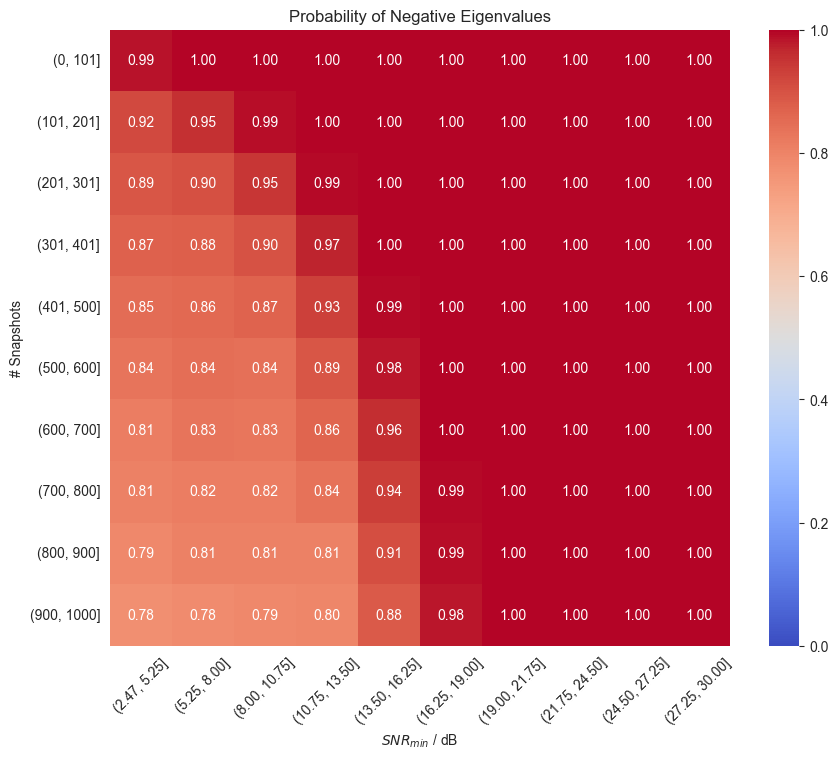 Probability of Negative Eigenvalues
(0, 101] 0.99 1.00 1.00 1.00 1.00 1.00 1.00 1.00 1.00 1.00
(101, 201] 0.92 0.95 0.99 1.00 1.00 1.00 1.00 1.00 1.00 1.00
(201, 301] 0.89 0.90 0.95 0.99 1.00 1.00 1.00 1.00 1.00 1.00
(301, 401] 0.87 0.88 0.90 0.97 1.00 1.00 1.00 1.00 1.00 1.00
(401, 500] 0.85 0.86 0.87 0.93 0.99 1.00 1.00 1.00 1.00 1.00
(500, 600] 0.84 0.84 0.84 0.89 0.98 1.00 1.00 1.00 1.00 1.00
(600, 700] 0.81 0.83 0.83 0.86 0.96 1.00 1.00 1.00 1.00 1.00
(700, 800] 0.81 0.82 0.82 0.84 0.94 0.99 1.00 1.00 1.00 1.00
(800, 900] 0.79 0.81 0.81 0.81 0.91 0.99 1.00 1.00 1.00 1.00
(900, 1000] 0.78 0.78 0.79 0.80 0.88 0.98 1.00 1.00 1.00 1.00
# Snapshots
(2.47, 5.25] (5.25, 8.00] (8.00, 10.75] (10.75, 13.50] (13.50, 16.25] (16.25, 19.00] (19.00, 21.75] (21.75, 24.50] (24.50, 27.25] (27.25, 30.00]
SNR_min / dB
1.0
0.8
0.6
0.4
0.2
0.0